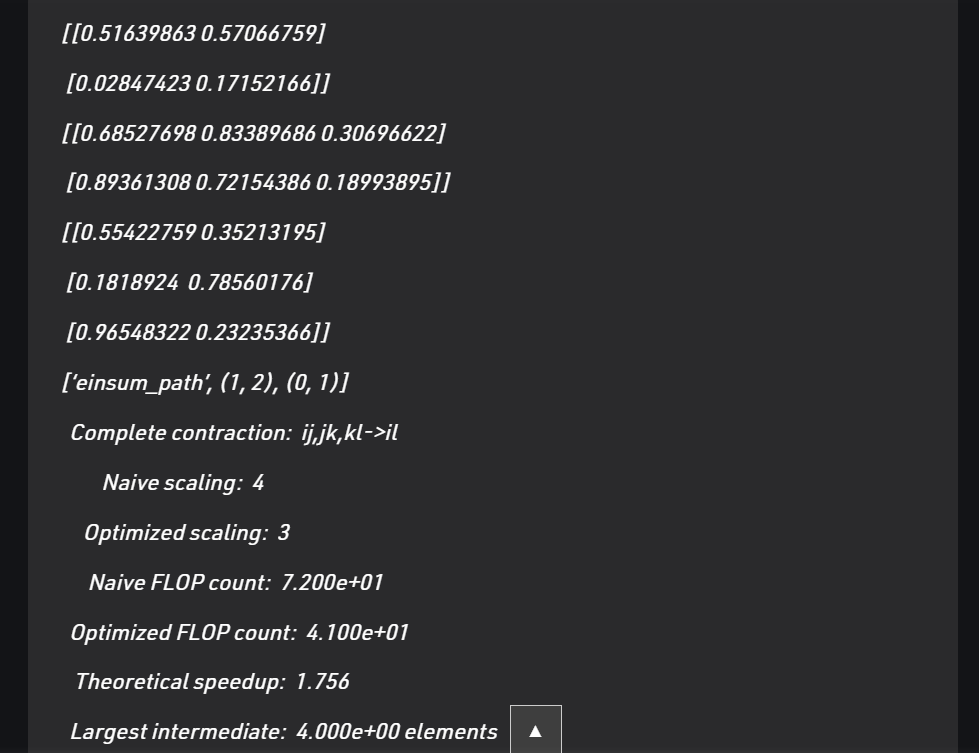 [[0.51639863 0.57066759]
[0.02847423 0.17152166]]
[[0.68527698 0.83389686 0.30696622]
[0.89361308 0.72154386 0.18993895]]
[[0.55422759 0.35213195]
[0.1818924  0.78560176]
[0.96548322 0.23235366]]
[‘einsum_path’, (1, 2), (0, 1)]
Complete contraction:  ij,jk,kl->il
Naive scaling:  4
Optimized scaling:  3
Naive FLOP count:  7.200e+01
Optimized FLOP count:  4.100e+01
Theoretical speedup:  1.756
Largest intermediate:  4.000e+00 elements
▲